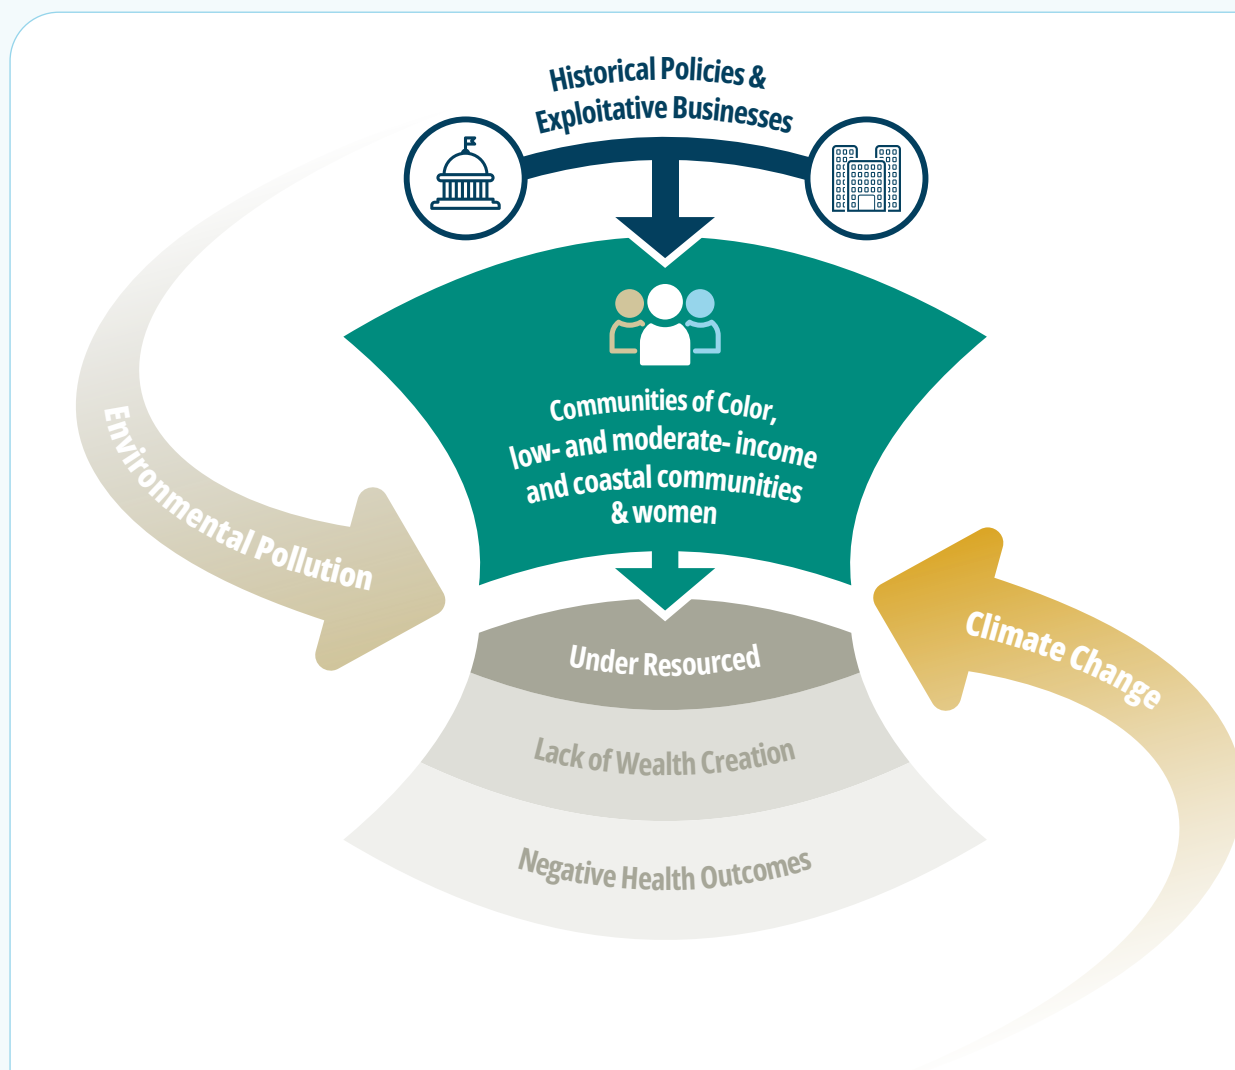 Historical Policies &
Exploitative Businesses
Communities of Color,
low- and moderate- income
and coastal communities
& women
Environmental Pollution
Climate Change
Under Resourced
Lack of Wealth Creation
Negative Health Outcomes